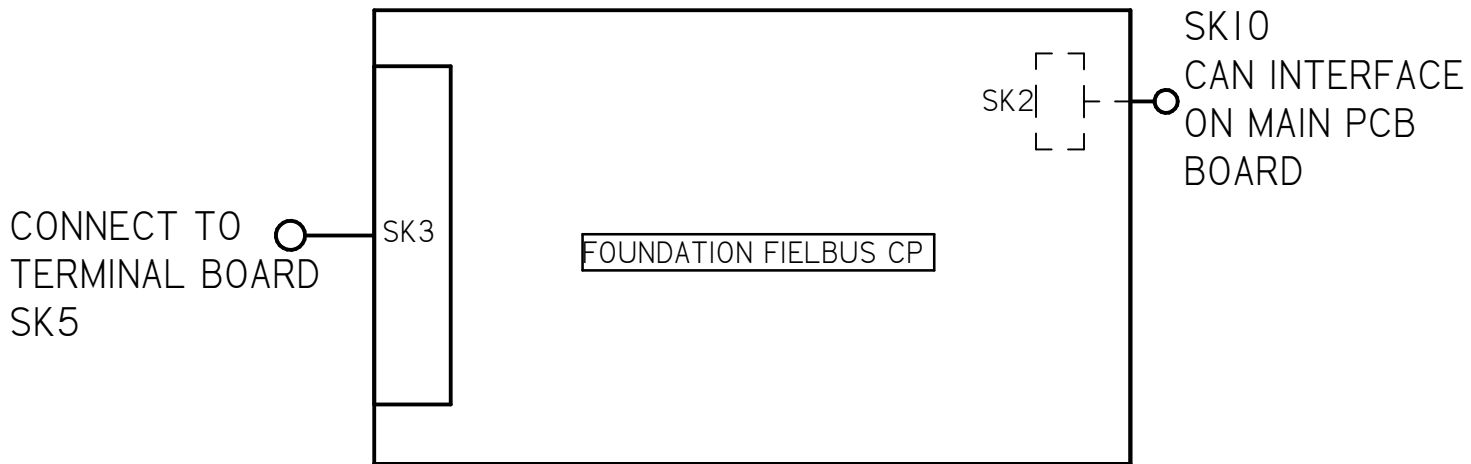 SK10
CAN INTERFACE
ON MAIN PCB
BOARD
SK2
CONNECT TO
TERMINAL BOARD
SK5
SK3
FOUNDATION FIELBUS CP